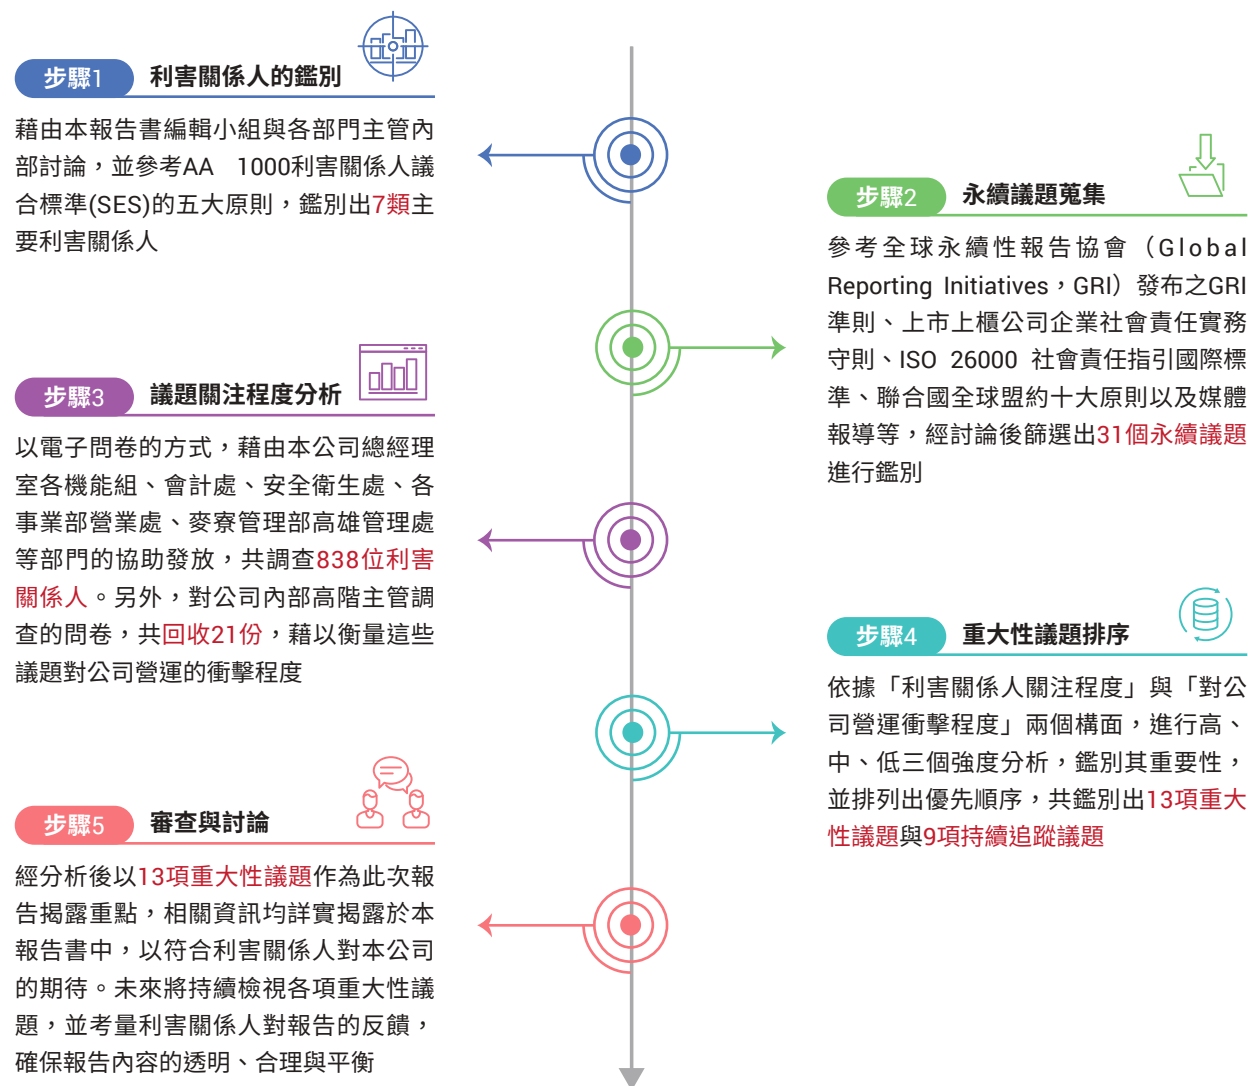 步驟1 利害關係人的鑑別
藉由本報告書編輯小組與各部門主管內
部討論，並參考AA 1000利害關係人議
合標準(SES)的五大原則，鑑別出7類主
要利害關係人
步驟2 永續議題蒐集
參考全球永續性報告協會（Global
Reporting Initiatives，GRI）發布之GRI
準則、上市上櫃公司企業社會責任實務
守則、ISO 26000 社會責任指引國際標
準、聯合國全球盟約十大原則以及媒體
報導等，經討論後篩選出31個永續議題
進行鑑別
步驟3 議題關注程度分析
以電子問卷的方式，藉由本公司總經理
室各機能組、會計處、安全衛生處、各
事業部營業處、麥寮管理部高雄管理處
等部門的協助發放，共調查838位利害
關係人。另外，對公司內部高階主管調
查的問卷，共回收21份，藉以衡量這些
議題對公司營運的衝擊程度
步驟4 重大性議題排序
依據「利害關係人關注程度」與「對公
司營運衝擊程度」兩個構面，進行高、
中、低三個強度分析，鑑別其重要性，
並排列出優先順序，共鑑別出13項重大
性議題與9項持續追蹤議題
步驟5 審查與討論
經分析後以13項重大性議題作為此次報
告揭露重點，相關資訊均詳實揭露於本
報告書中，以符合利害關係人對本公司
的期待。未來將持續檢視各項重大性議
題，並考量利害關係人對報告的反饋，
確保報告內容的透明、合理與平衡